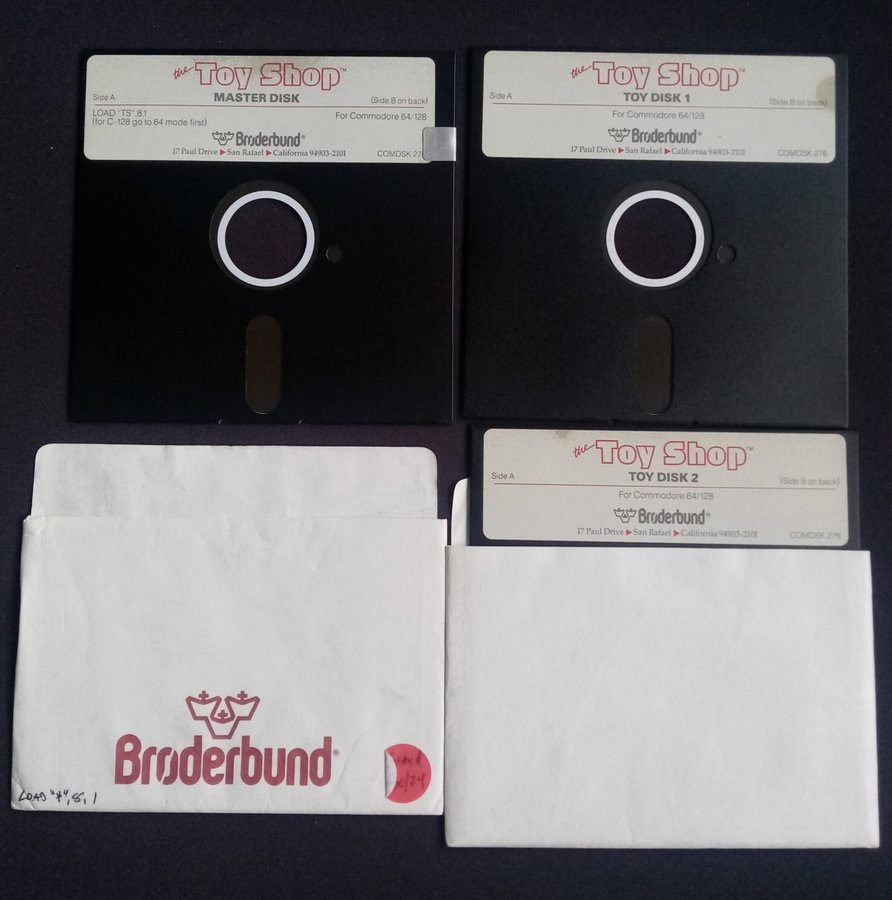 the Toy Shop™
Side A
MASTER DISK
(Side B on back)
LOAD "TS",8,1
(for C-128 go to 64 mode first)
For Commodore 64/128
Brøderbund®
17 Paul Drive ▶ San Rafael ▶ California 94903-2101
COMDSK
the Toy Shop™
Side A
TOY DISK 1
(Side B on back)
For Commodore 64/128
Brøderbund®
17 Paul Drive ▶ San Rafael ▶ California 94903-2101
COMDSK 276
the Toy Shop™
Side A
TOY DISK 2
(Side B on back)
For Commodore 64/128
Brøderbund®
17 Paul Drive ▶ San Rafael ▶ California 94903-2101
COMDSK 276
Brøderbund®
LOAD "*",8,1